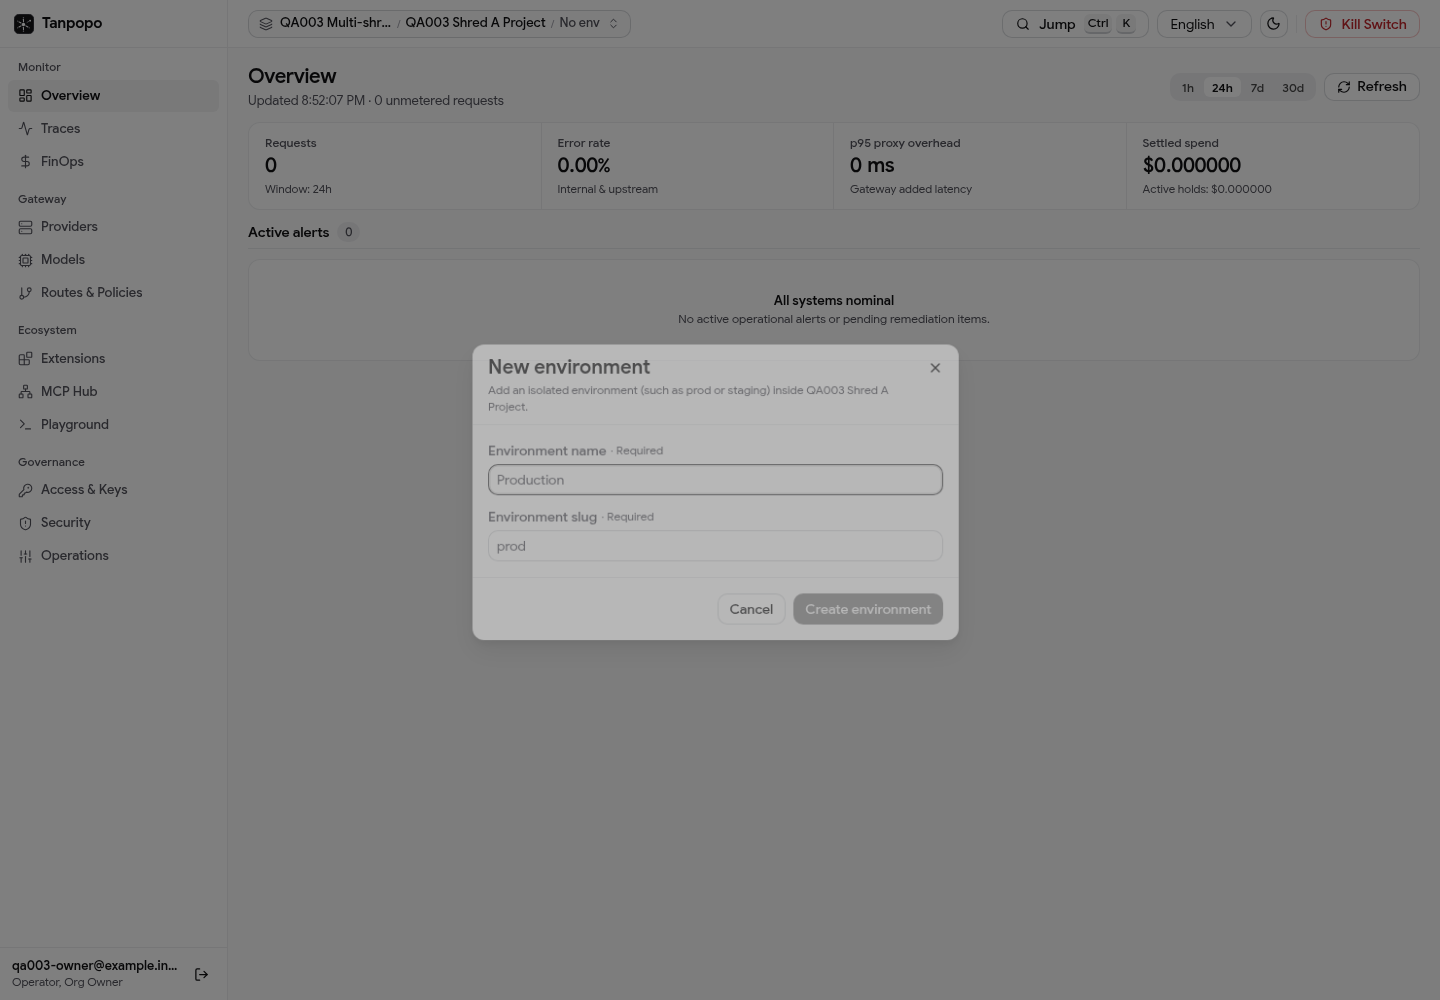 Tanpopo
QA003 Multi-shr... / QA003 Shred A Project / No env
Jump Ctrl K
English
Kill Switch
Monitor
Overview
Traces
FinOps
Gateway
Providers
Models
Routes & Policies
Ecosystem
Extensions
MCP Hub
Playground
Governance
Access & Keys
Security
Operations
qa003-owner@example.in...
Operator, Org Owner
Overview
Updated 8:52:07 PM · 0 unmetered requests
1h 24h 7d 30d
Refresh
Requests
0
Window: 24h
Error rate
0.00%
Internal & upstream
p95 proxy overhead
0 ms
Gateway added latency
Settled spend
$0.000000
Active holds: $0.000000
Active alerts 0
All systems nominal
No active operational alerts or pending remediation items.
New environment
Add an isolated environment (such as prod or staging) inside QA003 Shred A
Project.
Environment name · Required
Production
Environment slug · Required
prod
Cancel
Create environment